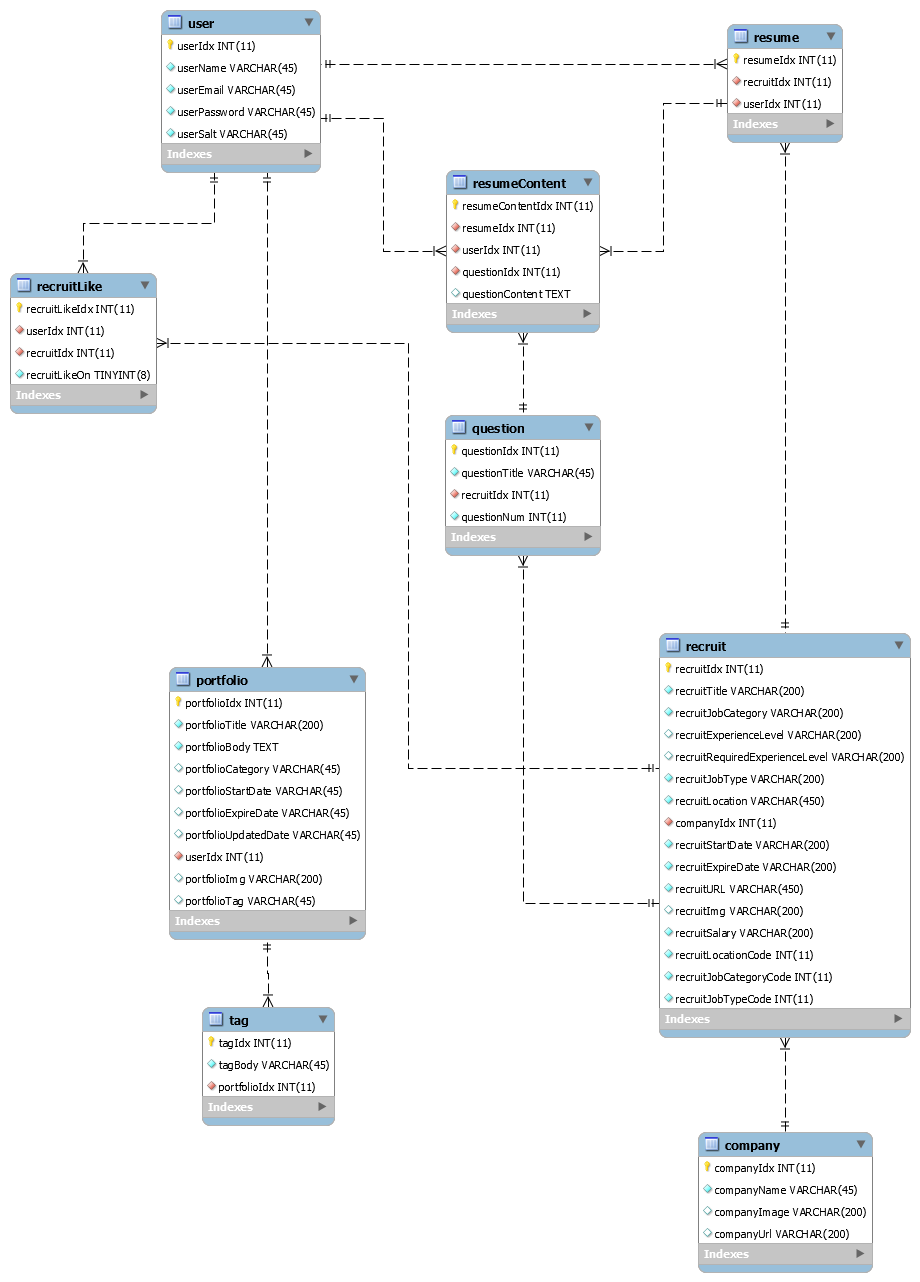 user
userIdx INT(11)
userName VARCHAR(45)
userEmail VARCHAR(45)
userPassword VARCHAR(45)
userSalt VARCHAR(45)
Indexes
resume
resumeIdx INT(11)
recruitIdx INT(11)
userIdx INT(11)
Indexes
resumeContent
resumeContentIdx INT(11)
resumeIdx INT(11)
userIdx INT(11)
questionIdx INT(11)
questionContent TEXT
Indexes
recruitLike
recruitLikeIdx INT(11)
userIdx INT(11)
recruitIdx INT(11)
recruitLikeOn TINYINT(8)
Indexes
question
questionIdx INT(11)
questionTitle VARCHAR(45)
recruitIdx INT(11)
questionNum INT(11)
Indexes
recruit
recruitIdx INT(11)
recruitTitle VARCHAR(200)
recruitJobCategory VARCHAR(200)
recruitExperienceLevel VARCHAR(200)
recruitRequiredExperienceLevel VARCHAR(200)
recruitJobType VARCHAR(200)
recruitLocation VARCHAR(450)
companyIdx INT(11)
recruitStartDate VARCHAR(200)
recruitExpireDate VARCHAR(200)
recruitURL VARCHAR(450)
recruitImg VARCHAR(200)
recruitSalary VARCHAR(200)
recruitLocationCode INT(11)
recruitJobCategoryCode INT(11)
recruitJobTypeCode INT(11)
Indexes
portfolio
portfolioIdx INT(11)
portfolioTitle VARCHAR(200)
portfolioBody TEXT
portfolioCategory VARCHAR(45)
portfolioStartDate VARCHAR(45)
portfolioExpireDate VARCHAR(45)
portfolioUpdatedDate VARCHAR(45)
userIdx INT(11)
portfolioImg VARCHAR(200)
portfolioTag VARCHAR(45)
Indexes
tag
tagIdx INT(11)
tagBody VARCHAR(45)
portfolioIdx INT(11)
Indexes
company
companyIdx INT(11)
companyName VARCHAR(45)
companyImage VARCHAR(200)
companyUrl VARCHAR(200)
Indexes